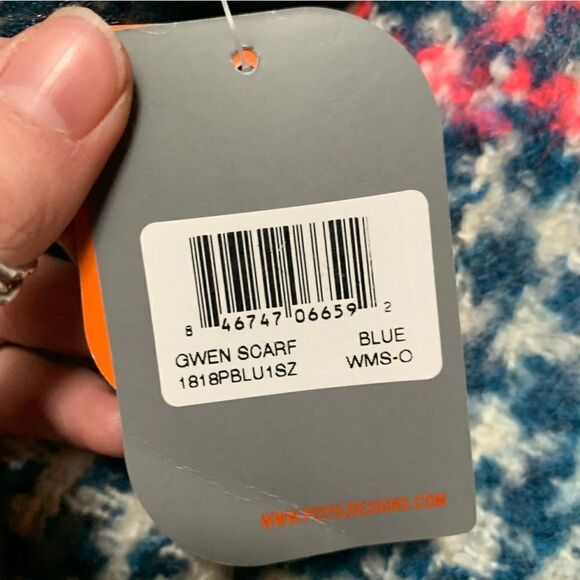 8 46747 06659 2
GWEN SCARF BLUE
1818PBLU1SZ WMS-O
WWW.PISTILDESIGNS.COM